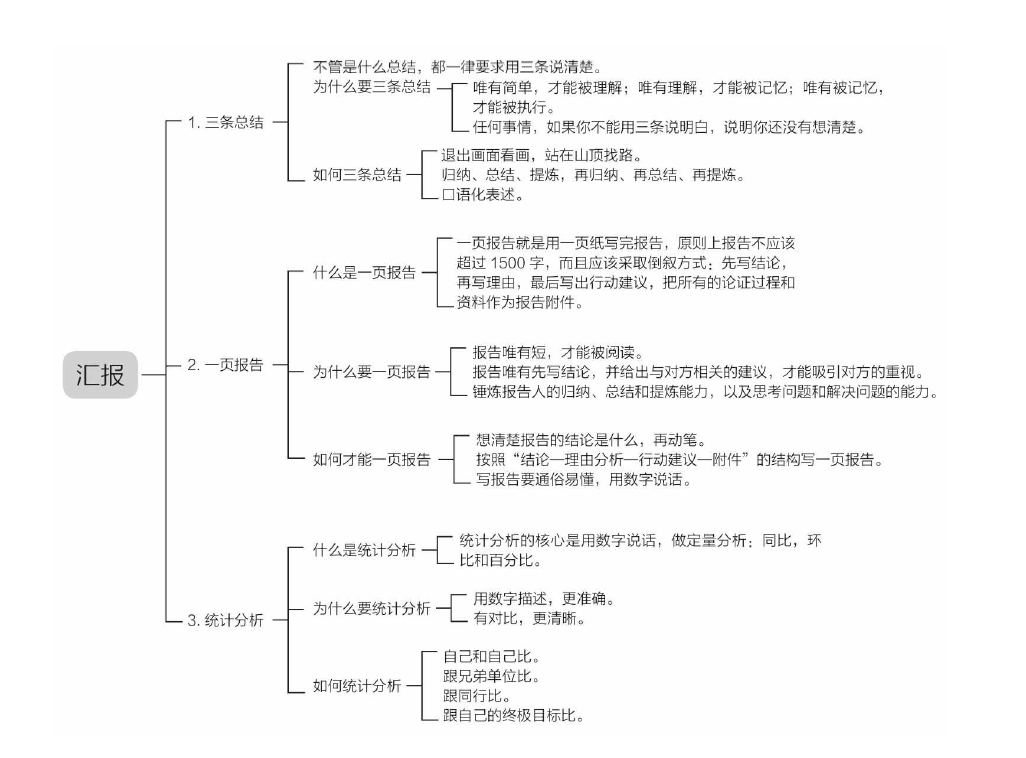 汇报
1. 三条总结
不管是什么总结，都一律要求用三条说清楚。
为什么要三条总结
唯有简单，才能被理解；唯有理解，才能被记忆；唯有被记忆，
才能被执行。
任何事情，如果你不能用三条说明白，说明你还没有想清楚。
如何三条总结
退出画面看画，站在山顶找路。
归纳、总结、提炼，再归纳、再总结、再提炼。
口语化表述。
2. 一页报告
什么是一页报告
一页报告就是用一页纸写完报告，原则上报告不应该
超过 1500 字，而且应该采取倒叙方式：先写结论，
再写理由，最后写出行动建议，把所有的论证过程和
资料作为报告附件。
为什么要一页报告
报告唯有短，才能被阅读。
报告唯有先写结论，并给出与对方相关的建议，才能吸引对方的重视。
锤炼报告人的归纳、总结和提炼能力，以及思考问题和解决问题的能力。
如何才能一页报告
想清楚报告的结论是什么，再动笔。
按照“结论—理由分析—行动建议—附件”的结构写一页报告。
写报告要通俗易懂，用数字说话。
3. 统计分析
什么是统计分析
统计分析的核心是用数字说话，做定量分析：同比，环
比和百分比。
为什么要统计分析
用数字描述，更准确。
有对比，更清晰。
如何统计分析
自己和自己比。
跟兄弟单位比。
跟同行比。
跟自己的终极目标比。